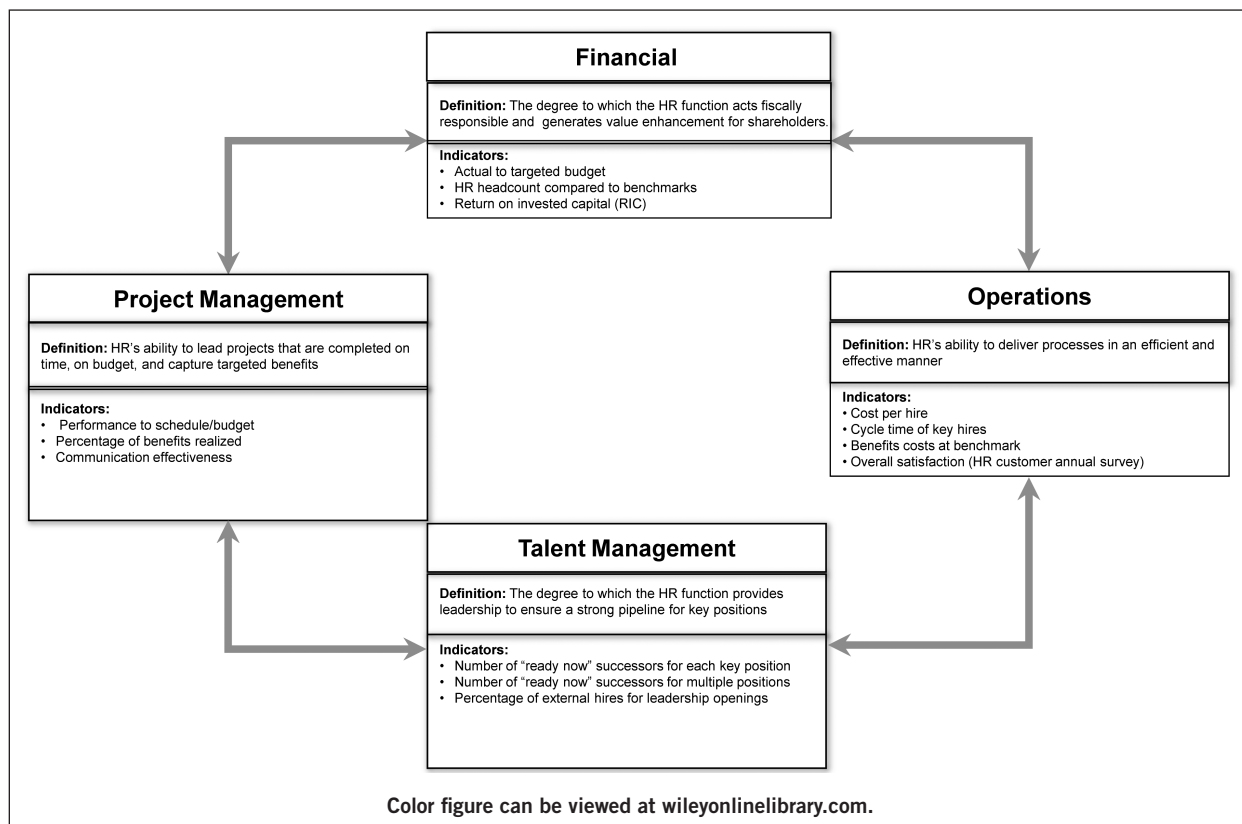 Financial
Definition: The degree to which the HR function acts fiscally
responsible and generates value enhancement for shareholders.
Indicators:
• Actual to targeted budget
• HR headcount compared to benchmarks
• Return on invested capital (RIC)
Project Management
Definition: HR's ability to lead projects that are completed on
time, on budget, and capture targeted benefits
Indicators:
• Performance to schedule/budget
• Percentage of benefits realized
• Communication effectiveness
Operations
Definition: HR's ability to deliver processes in an efficient and
effective manner
Indicators:
• Cost per hire
• Cycle time of key hires
• Benefits costs at benchmark
• Overall satisfaction (HR customer annual survey)
Talent Management
Definition: The degree to which the HR function provides
leadership to ensure a strong pipeline for key positions
Indicators:
• Number of “ready now” successors for each key position
• Number of “ready now” successors for multiple positions
• Percentage of external hires for leadership openings
Color figure can be viewed at wileyonlinelibrary.com.